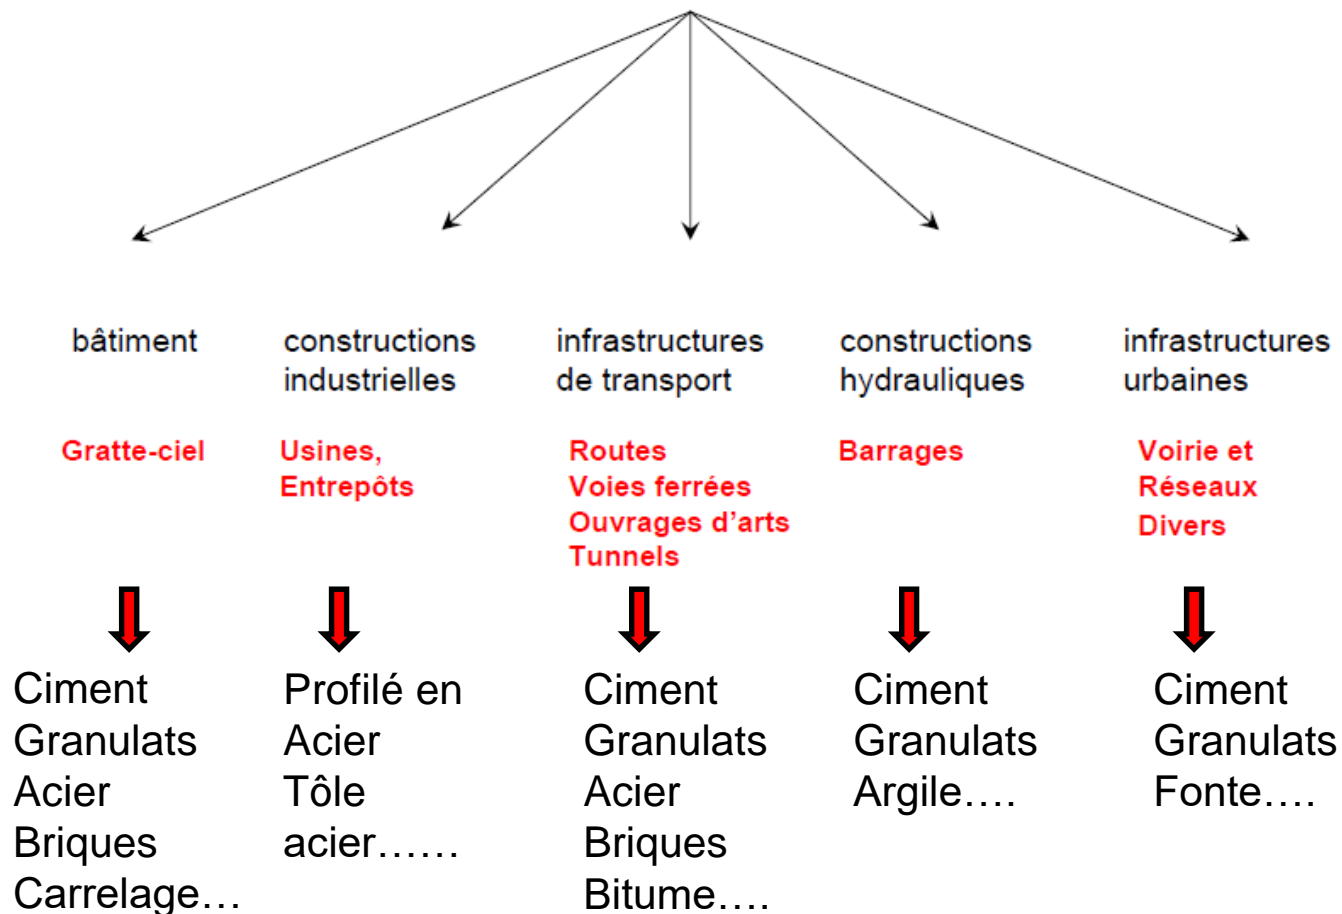 bâtiment
constructions
industrielles
infrastructures
de transport
constructions
hydrauliques
infrastructures
urbaines
Gratte-ciel
Usines,
Entrepôts
Routes
Voies ferrées
Ouvrages d'arts
Tunnels
Barrages
Voirie et
Réseaux
Divers
Ciment
Granulats
Acier
Briques
Carrelage…
Profilé en
Acier
Tôle
acier……
Ciment
Granulats
Acier
Briques
Bitume….
Ciment
Granulats
Argile….
Ciment
Granulats
Fonte….